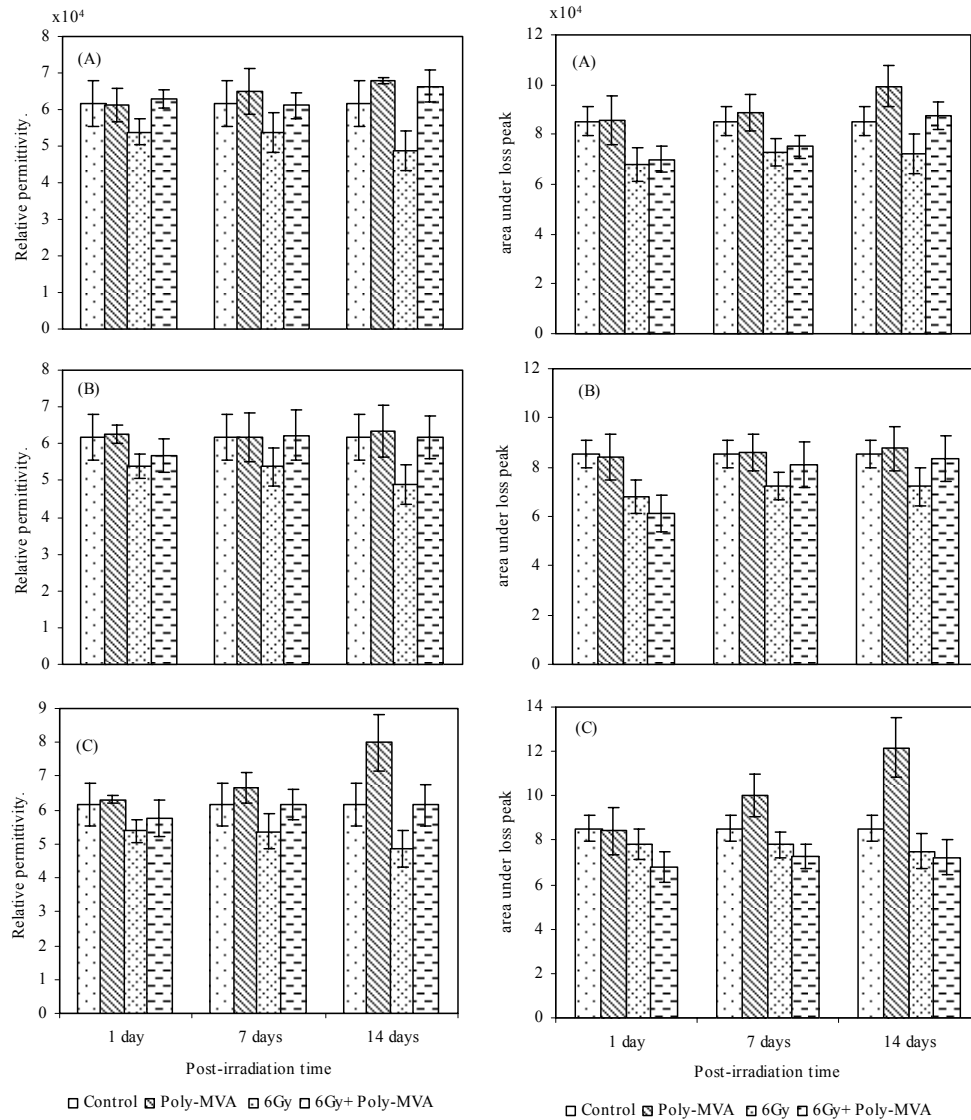 x10⁴
8
7
6
5
4
3
2
1
0
(A)
Relative permittivity.
x10⁴
12
10
8
6
4
2
0
(A)
area under loss peak
8
7
6
5
4
3
2
1
0
(B)
Relative permittivity.
12
10
8
6
4
2
0
(B)
area under loss peak
9
8
7
6
5
4
3
2
1
0
(C)
Relative permittivity.
1 day 7 days 14 days
Post-irradiation time
Control Poly-MVA 6Gy 6Gy+ Poly-MVA
14
12
10
8
6
4
2
0
(C)
area under loss peak
1 day 7 days 14 days
Post-irradiation time
Control Poly-MVA 6Gy 6Gy+ Poly-MVA